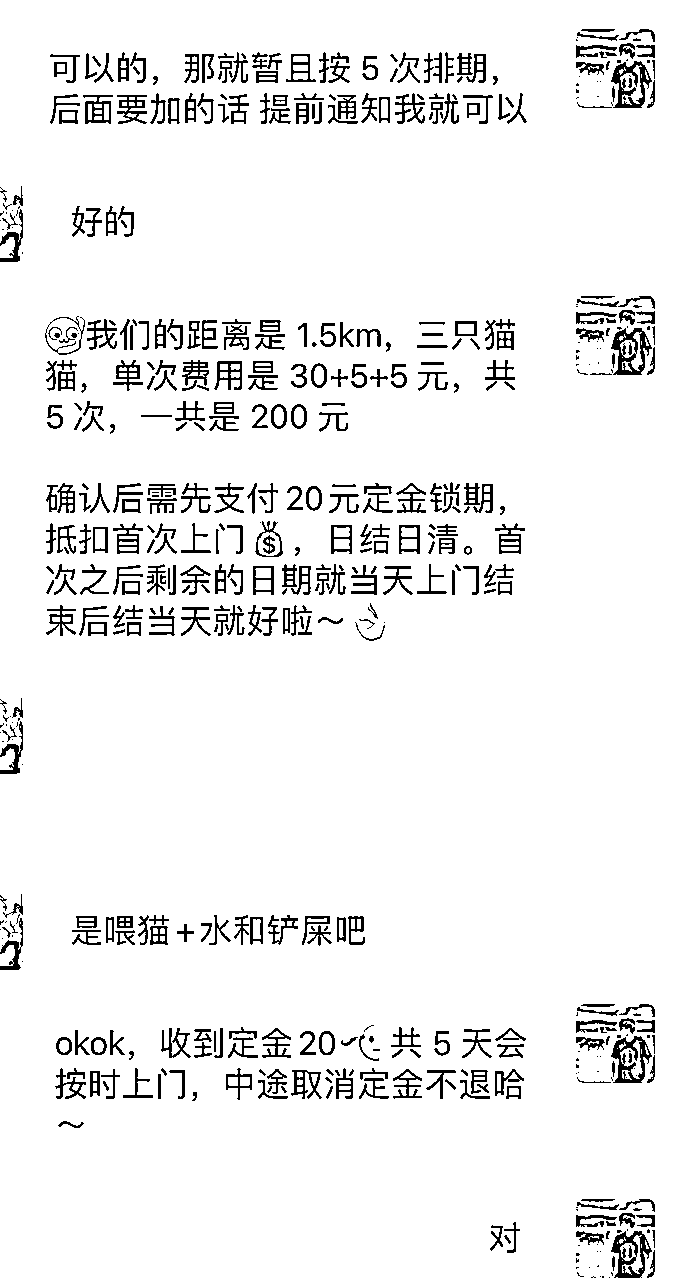 可以的，那就暂且按 5 次排期，
后面要加的话 提前通知我就可以
好的
我们的距离是 1.5km，三只猫
猫，单次费用是 30+5+5 元，共
5 次，一共是 200 元
确认后需先支付 20 元定金锁期，
抵扣首次上门💰，日结日清。首
次之后剩余的日期就当天上门结
束后结当天就好啦～👌
是喂猫+水和铲屎吧
okok，收到定金20~ 共 5 天会
按时上门，中途取消定金不退哈
～
对